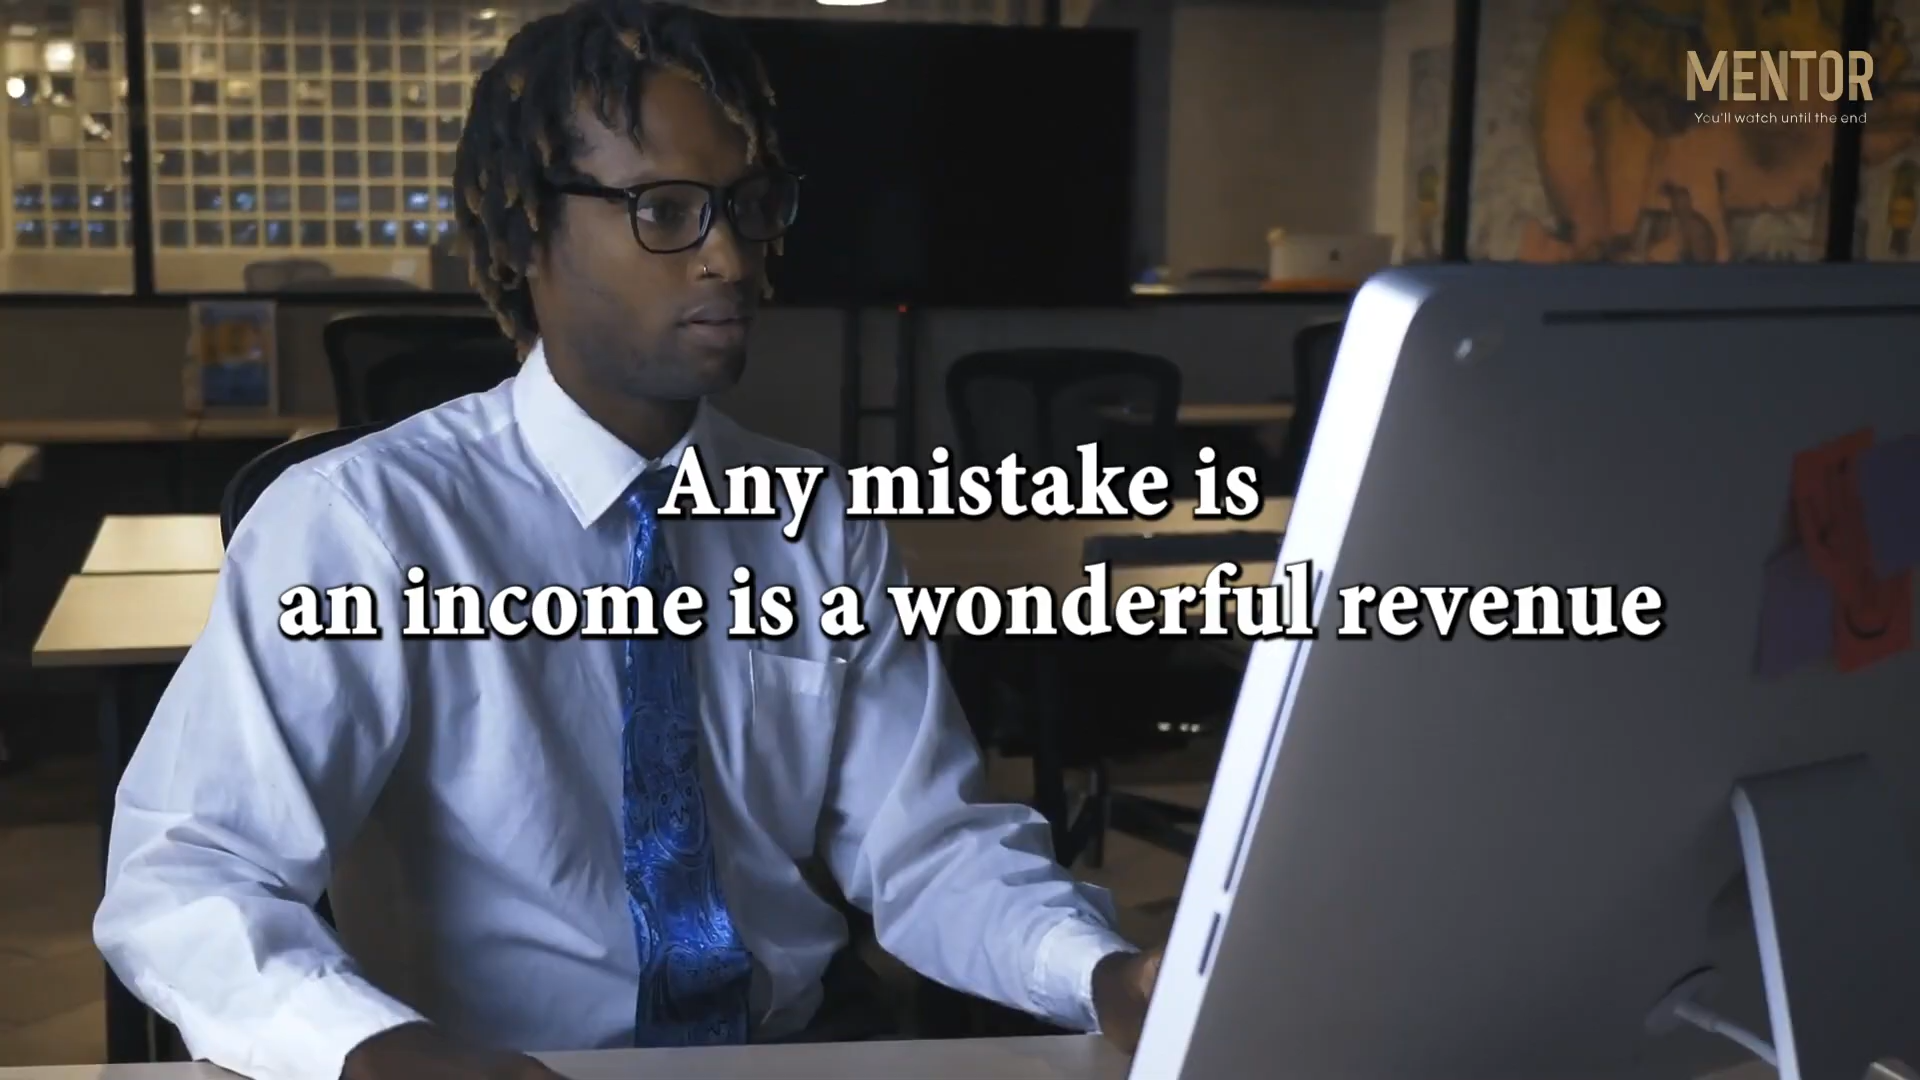 MENTOR
You'll watch until the end
Any mistake is
an income is a wonderful revenue